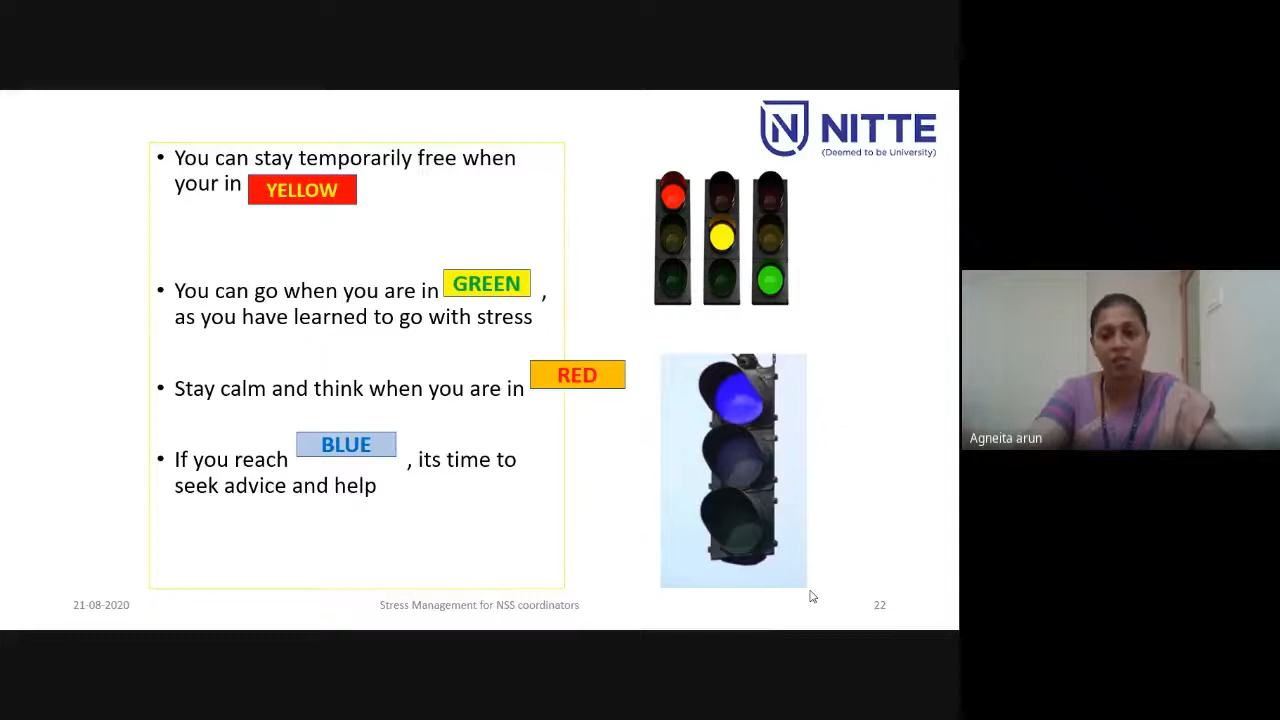 NITTE
(Deemed to be University)
• You can stay temporarily free when
your in YELLOW
• You can go when you are in GREEN ,
as you have learned to go with stress
• Stay calm and think when you are in RED
• If you reach BLUE , its time to
seek advice and help
21-08-2020
Stress Management for NSS coordinators
22
Agneita arun